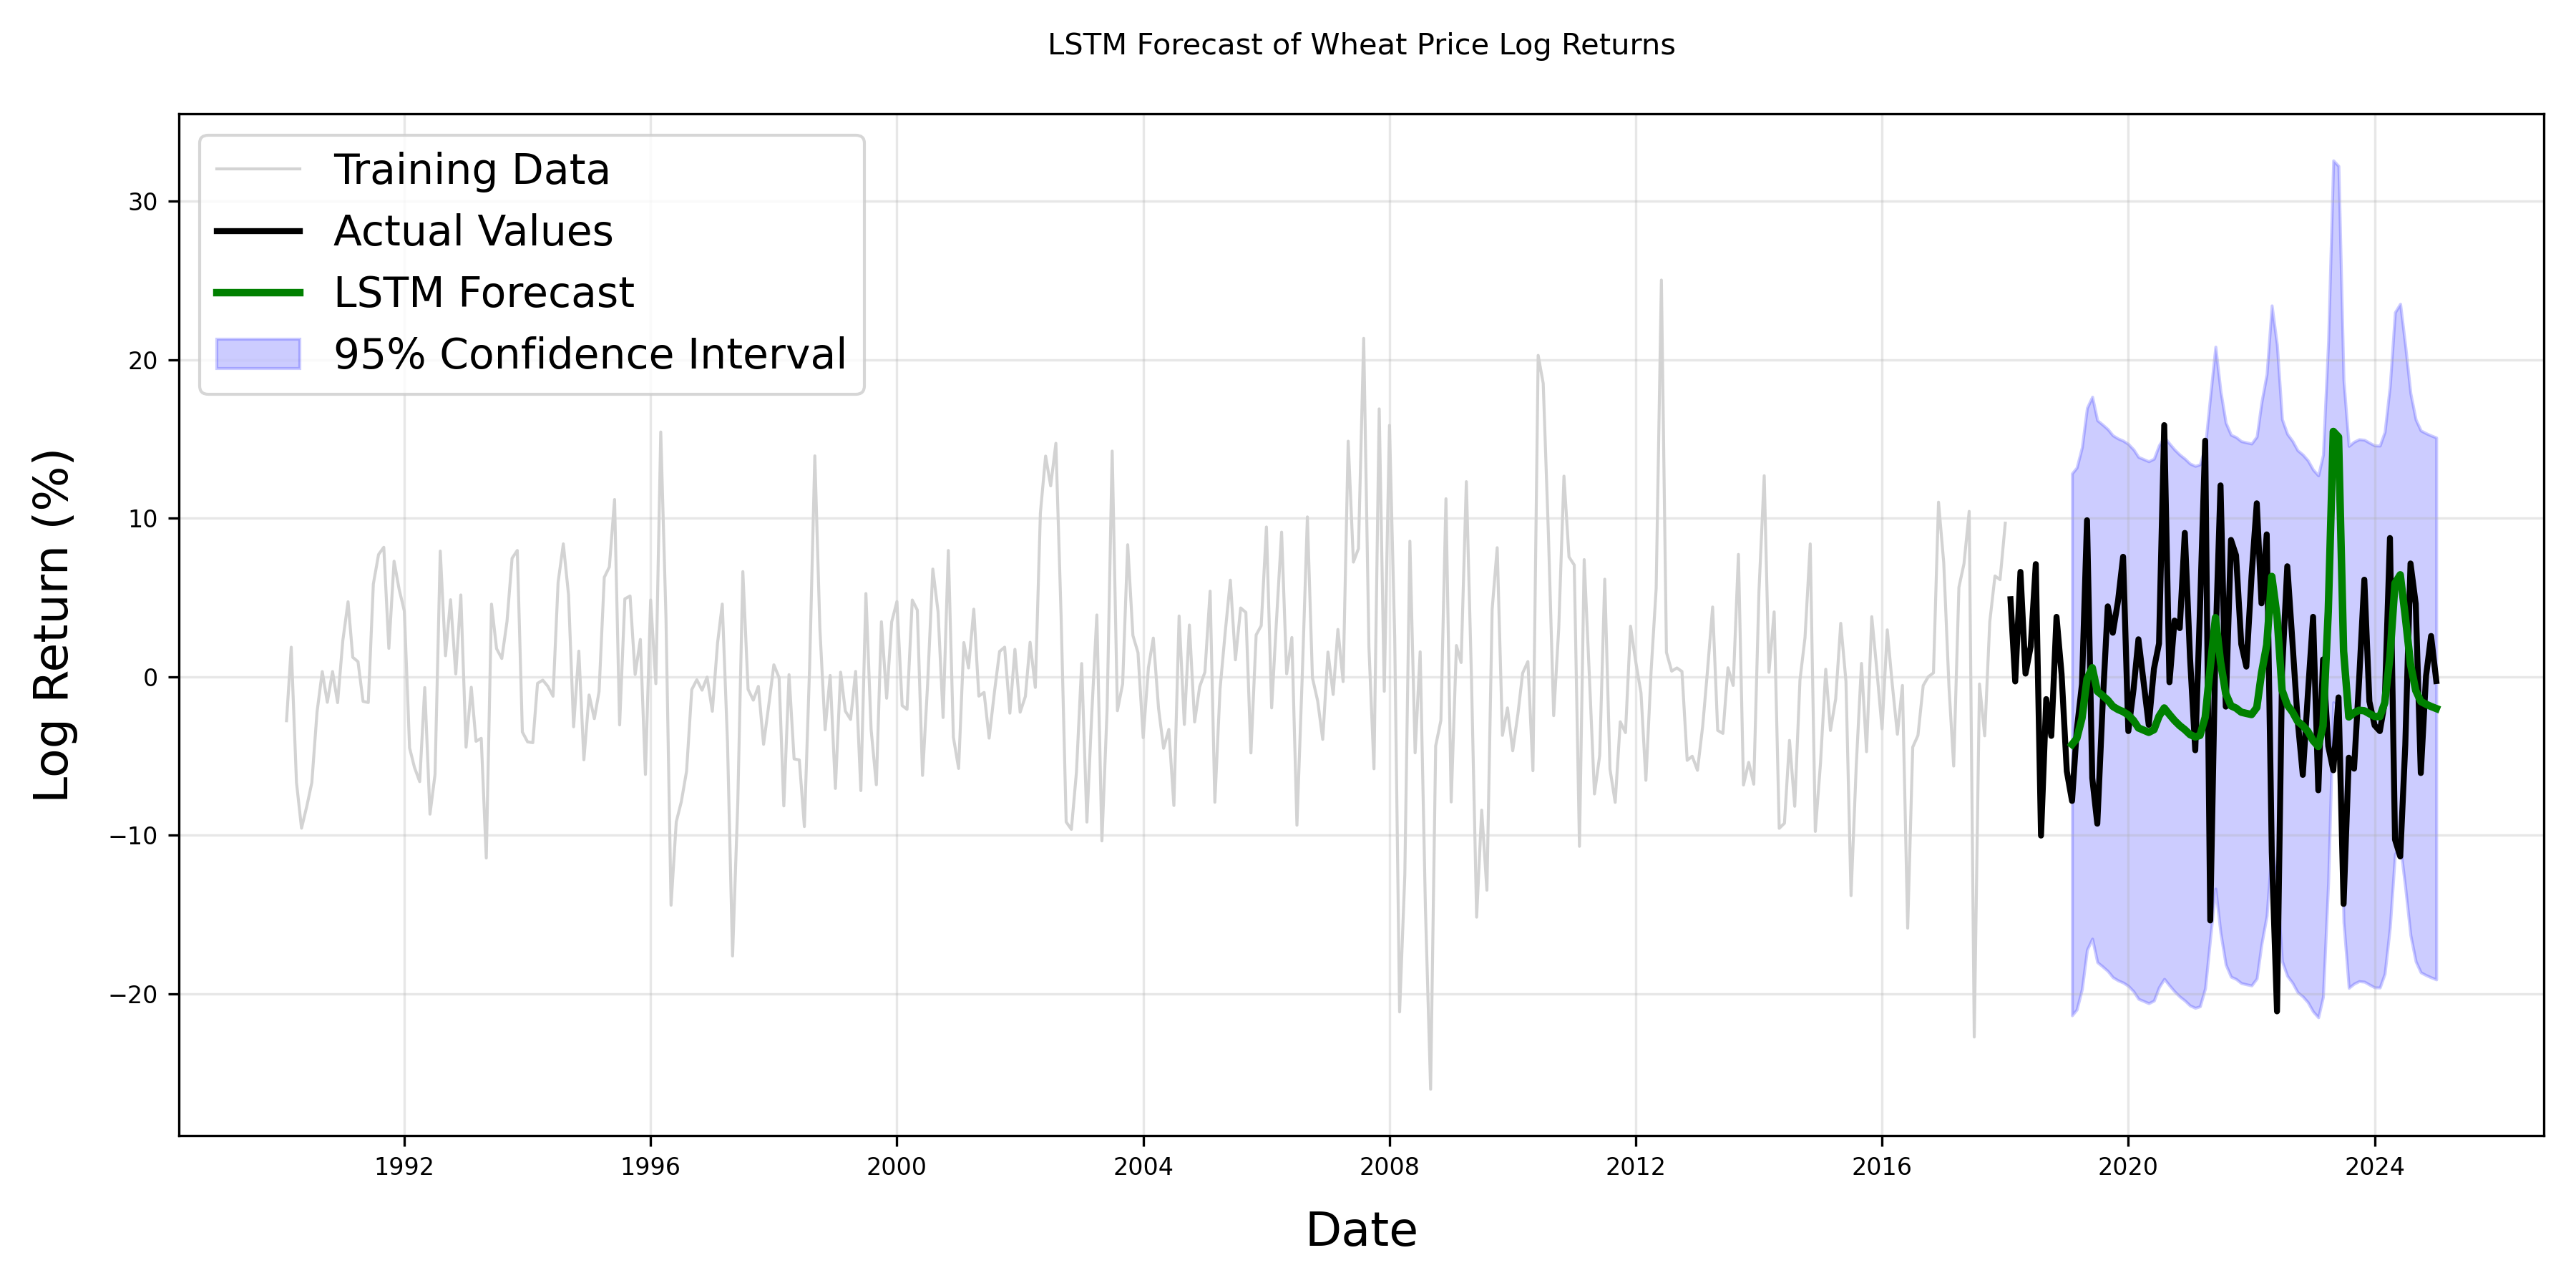 LSTM Forecast of Wheat Price Log Returns
Training Data
Actual Values
LSTM Forecast
95% Confidence Interval
Log Return (%)
30
20
10
0
−10
−20
1992 1996 2000 2004 2008 2012 2016 2020 2024
Date